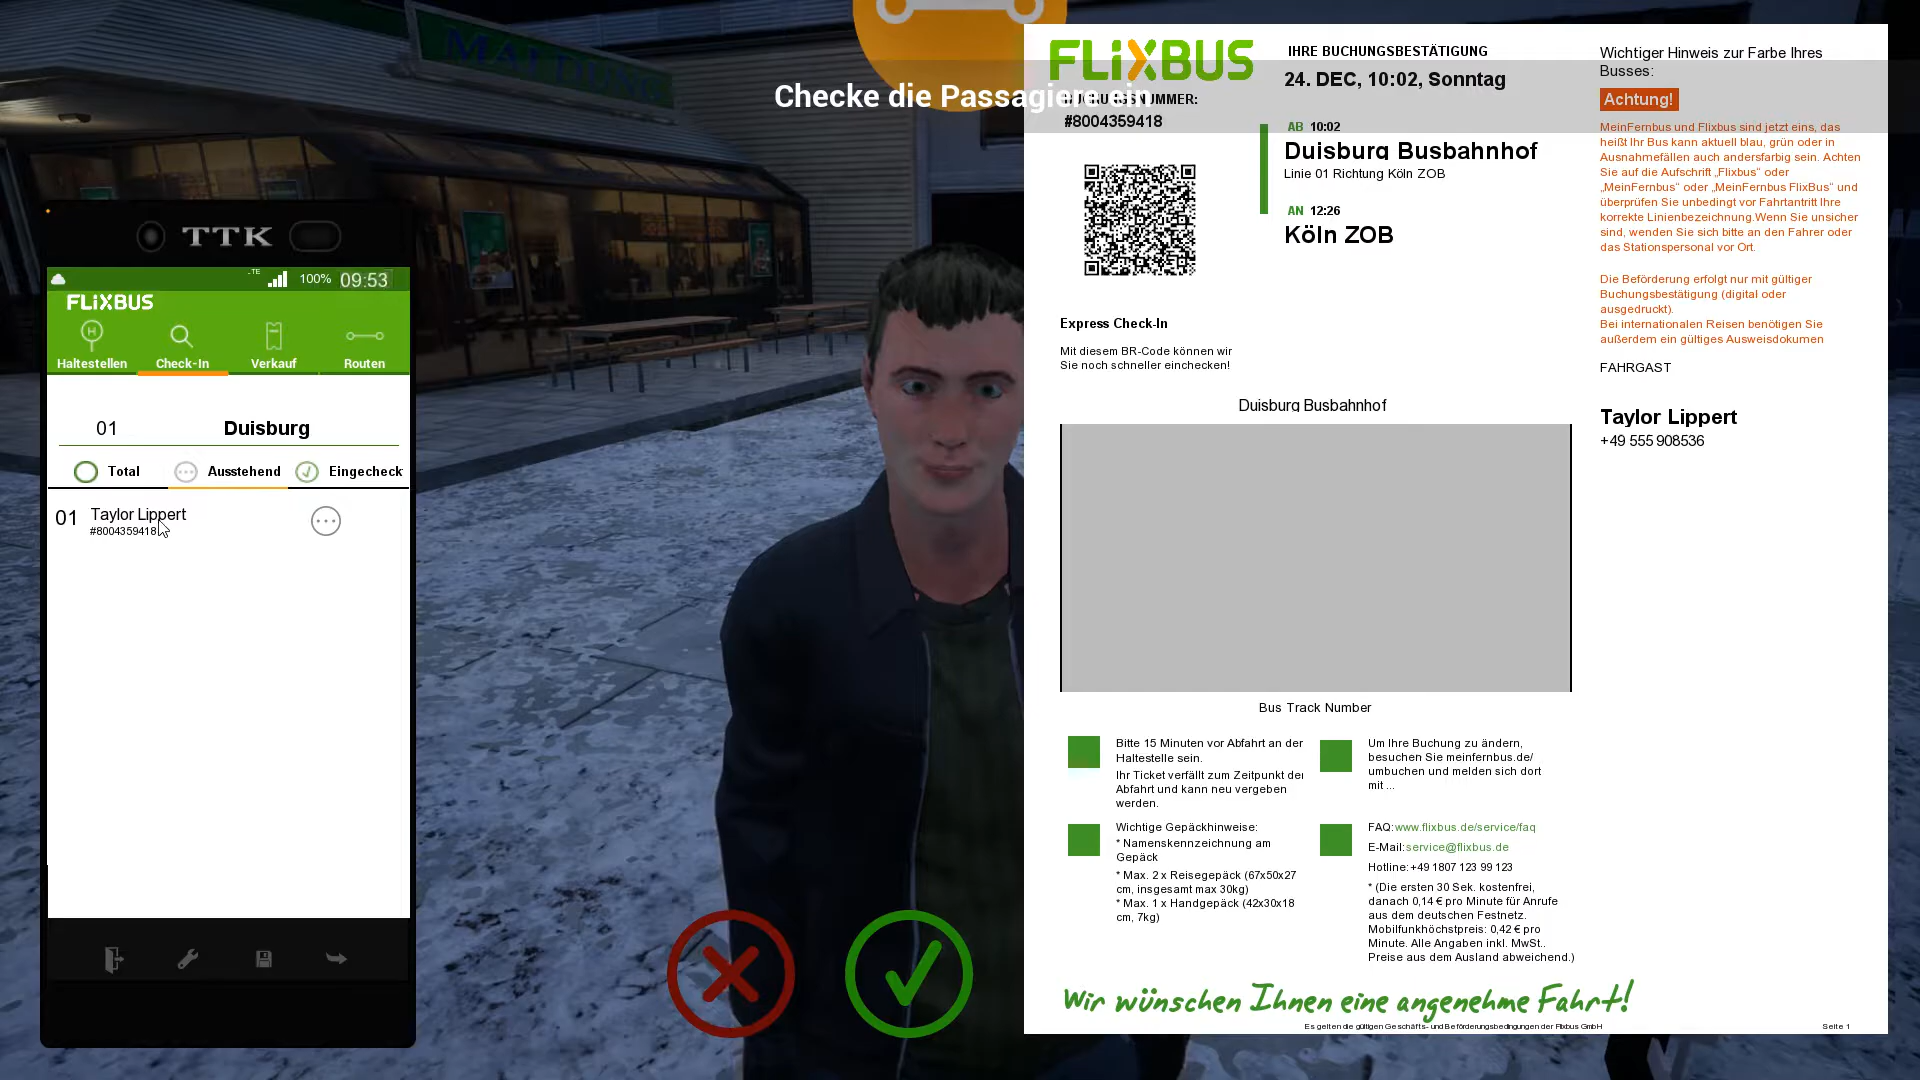 MALDUNG
Checke die Passagiere ein
TTK
100%
09:53
FLiXBUS
Haltestellen
Check-In
Verkauf
Routen
01
Duisburg
Total
Ausstehend
Eingecheck
01
Taylor Lippert
#8004359418
FLiXBUS
BUCHUNGSNUMMER:
#8004359418
IHRE BUCHUNGSBESTÄTIGUNG
24. DEC, 10:02, Sonntag
AB 10:02
Duisburg Busbahnhof
Linie 01 Richtung Köln ZOB
AN 12:26
Köln ZOB
Express Check-In
Mit diesem BR-Code können wir
Sie noch schneller einchecken!
Duisburg Busbahnhof
Bus Track Number
Bitte 15 Minuten vor Abfahrt an der
Haltestelle sein.
Ihr Ticket verfällt zum Zeitpunkt der
Abfahrt und kann neu vergeben
werden.
Um Ihre Buchung zu ändern,
besuchen Sie meinfernbus.de/
umbuchen und melden sich dort
mit ...
Wichtige Gepäckhinweise:
* Namenskennzeichnung am
Gepäck
* Max. 2 x Reisegepäck (67x50x27
cm, insgesamt max 30kg)
* Max. 1 x Handgepäck (42x30x18
cm, 7kg)
FAQ:www.flixbus.de/service/faq
E-Mail:service@flixbus.de
Hotline:+49 1807 123 99 123
* (Die ersten 30 Sek. kostenfrei,
danach 0,14 € pro Minute für Anrufe
aus dem deutschen Festnetz.
Mobilfunkhöchstpreis: 0,42 € pro
Minute. Alle Angaben inkl. MwSt..
Preise aus dem Ausland abweichend.)
Wir wünschen Ihnen eine angenehme Fahrt!
Es gelten die gültigen Geschäfts- und Beförderungsbedingungen der Flixbus GmbH
Seite 1
Wichtiger Hinweis zur Farbe Ihres
Busses:
Achtung!
MeinFernbus und Flixbus sind jetzt eins, das
heißt Ihr Bus kann aktuell blau, grün oder in
Ausnahmefällen auch andersfarbig sein. Achten
Sie auf die Aufschrift „Flixbus“ oder
„MeinFernbus“ oder „MeinFernbus FlixBus“ und
überprüfen Sie unbedingt vor Fahrtantritt Ihre
korrekte Linienbezeichnung.Wenn Sie unsicher
sind, wenden Sie sich bitte an den Fahrer oder
das Stationspersonal vor Ort.
Die Beförderung erfolgt nur mit gültiger
Buchungsbestätigung (digital oder
ausgedruckt).
Bei internationalen Reisen benötigen Sie
außerdem ein gültiges Ausweisdokumen
FAHRGAST
Taylor Lippert
+49 555 908536